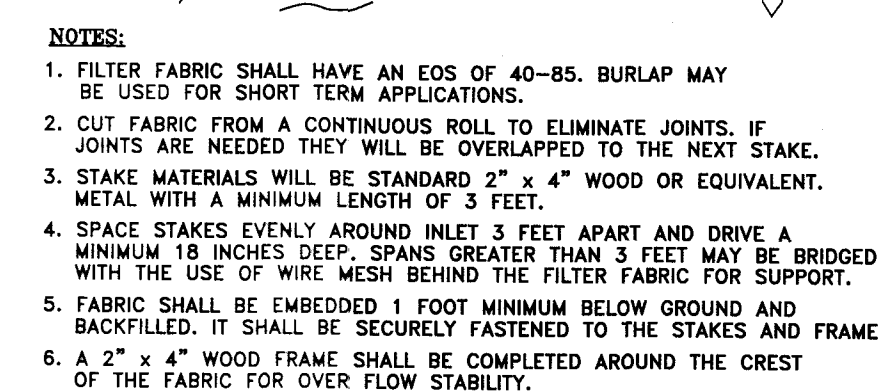 NOTES:
1. FILTER FABRIC SHALL HAVE AN EOS OF 40-85. BURLAP MAY
BE USED FOR SHORT TERM APPLICATIONS.
2. CUT FABRIC FROM A CONTINUOUS ROLL TO ELIMINATE JOINTS. IF
JOINTS ARE NEEDED THEY WILL BE OVERLAPPED TO THE NEXT STAKE.
3. STAKE MATERIALS WILL BE STANDARD 2" x 4" WOOD OR EQUIVALENT.
METAL WITH A MINIMUM LENGTH OF 3 FEET.
4. SPACE STAKES EVENLY AROUND INLET 3 FEET APART AND DRIVE A
MINIMUM 18 INCHES DEEP. SPANS GREATER THAN 3 FEET MAY BE BRIDGED
WITH THE USE OF WIRE MESH BEHIND THE FILTER FABRIC FOR SUPPORT.
5. FABRIC SHALL BE EMBEDDED 1 FOOT MINIMUM BELOW GROUND AND
BACKFILLED. IT SHALL BE SECURELY FASTENED TO THE STAKES AND FRAME
6. A 2" x 4" WOOD FRAME SHALL BE COMPLETED AROUND THE CREST
OF THE FABRIC FOR OVER FLOW STABILITY.